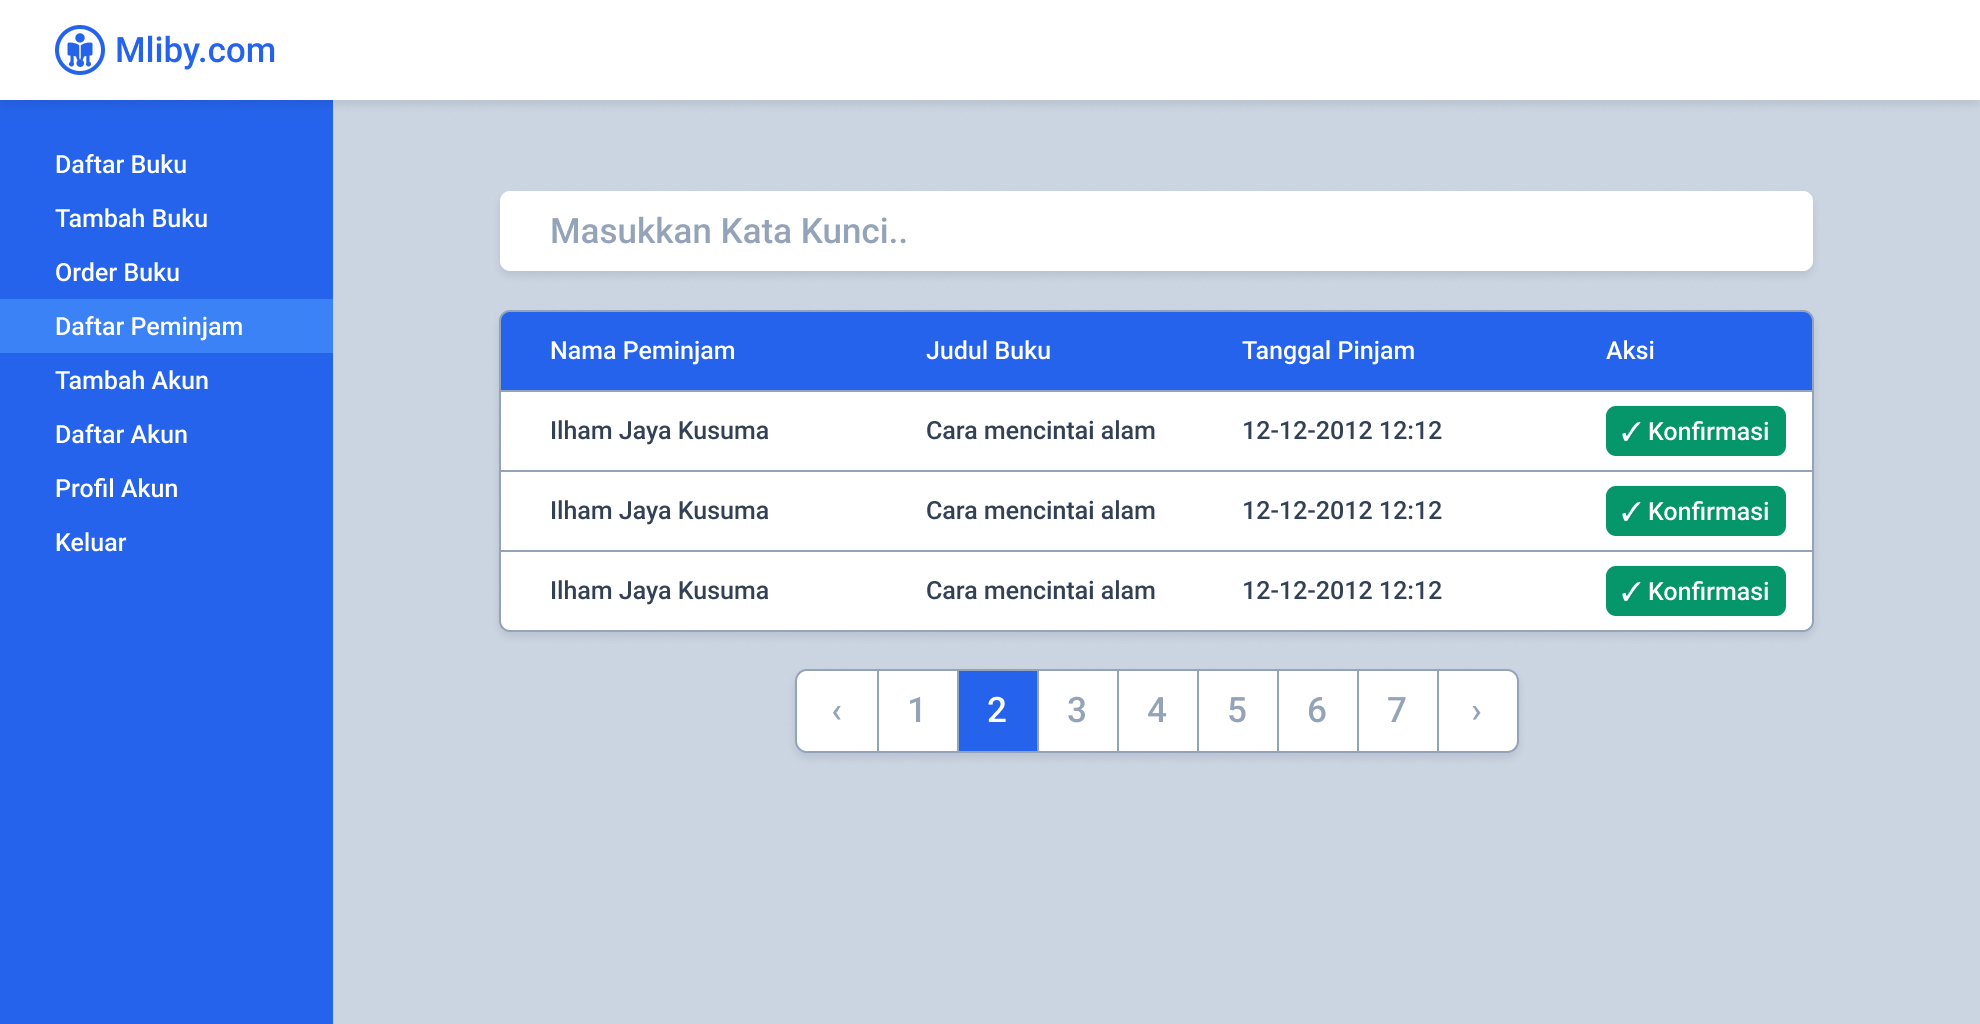 Mliby.com
Daftar Buku
Tambah Buku
Order Buku
Daftar Peminjam
Tambah Akun
Daftar Akun
Profil Akun
Keluar
Masukkan Kata Kunci..
Nama Peminjam Judul Buku Tanggal Pinjam Aksi
Ilham Jaya Kusuma Cara mencintai alam 12-12-2012 12:12 ✓ Konfirmasi
Ilham Jaya Kusuma Cara mencintai alam 12-12-2012 12:12 ✓ Konfirmasi
Ilham Jaya Kusuma Cara mencintai alam 12-12-2012 12:12 ✓ Konfirmasi
‹ 1 2 3 4 5 6 7 ›